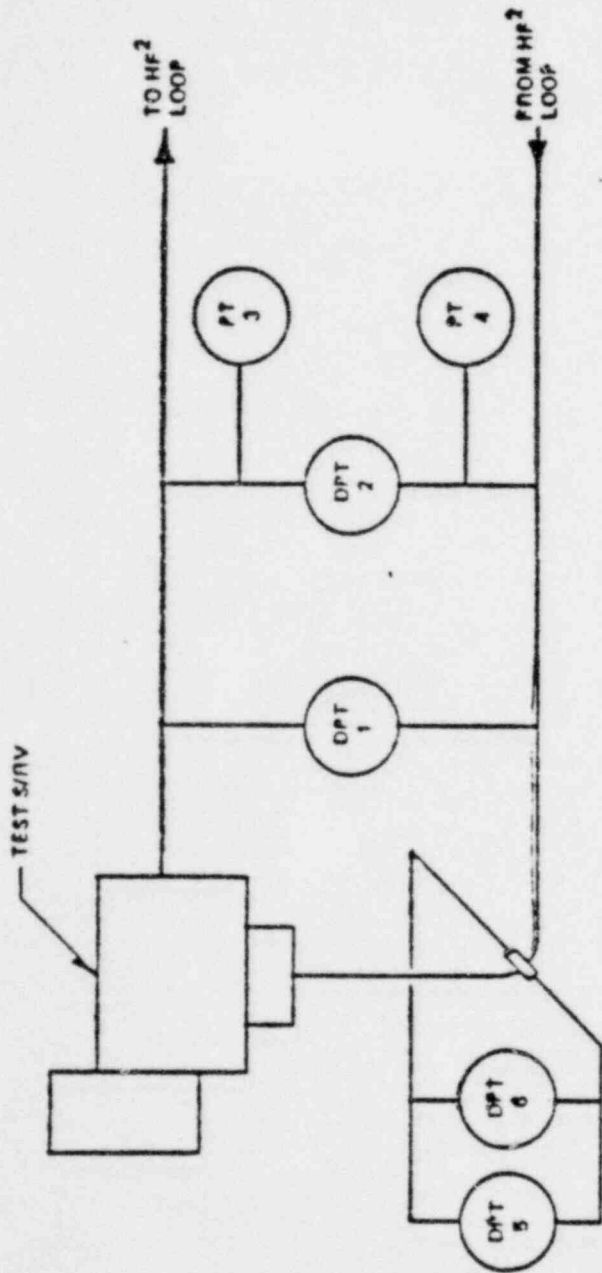 TEST S/RV
TO HF²
LOOP
PT
3
DPT
2
DPT
1
PT
4
FROM HF²
LOOP
DPT
5
DPT
6